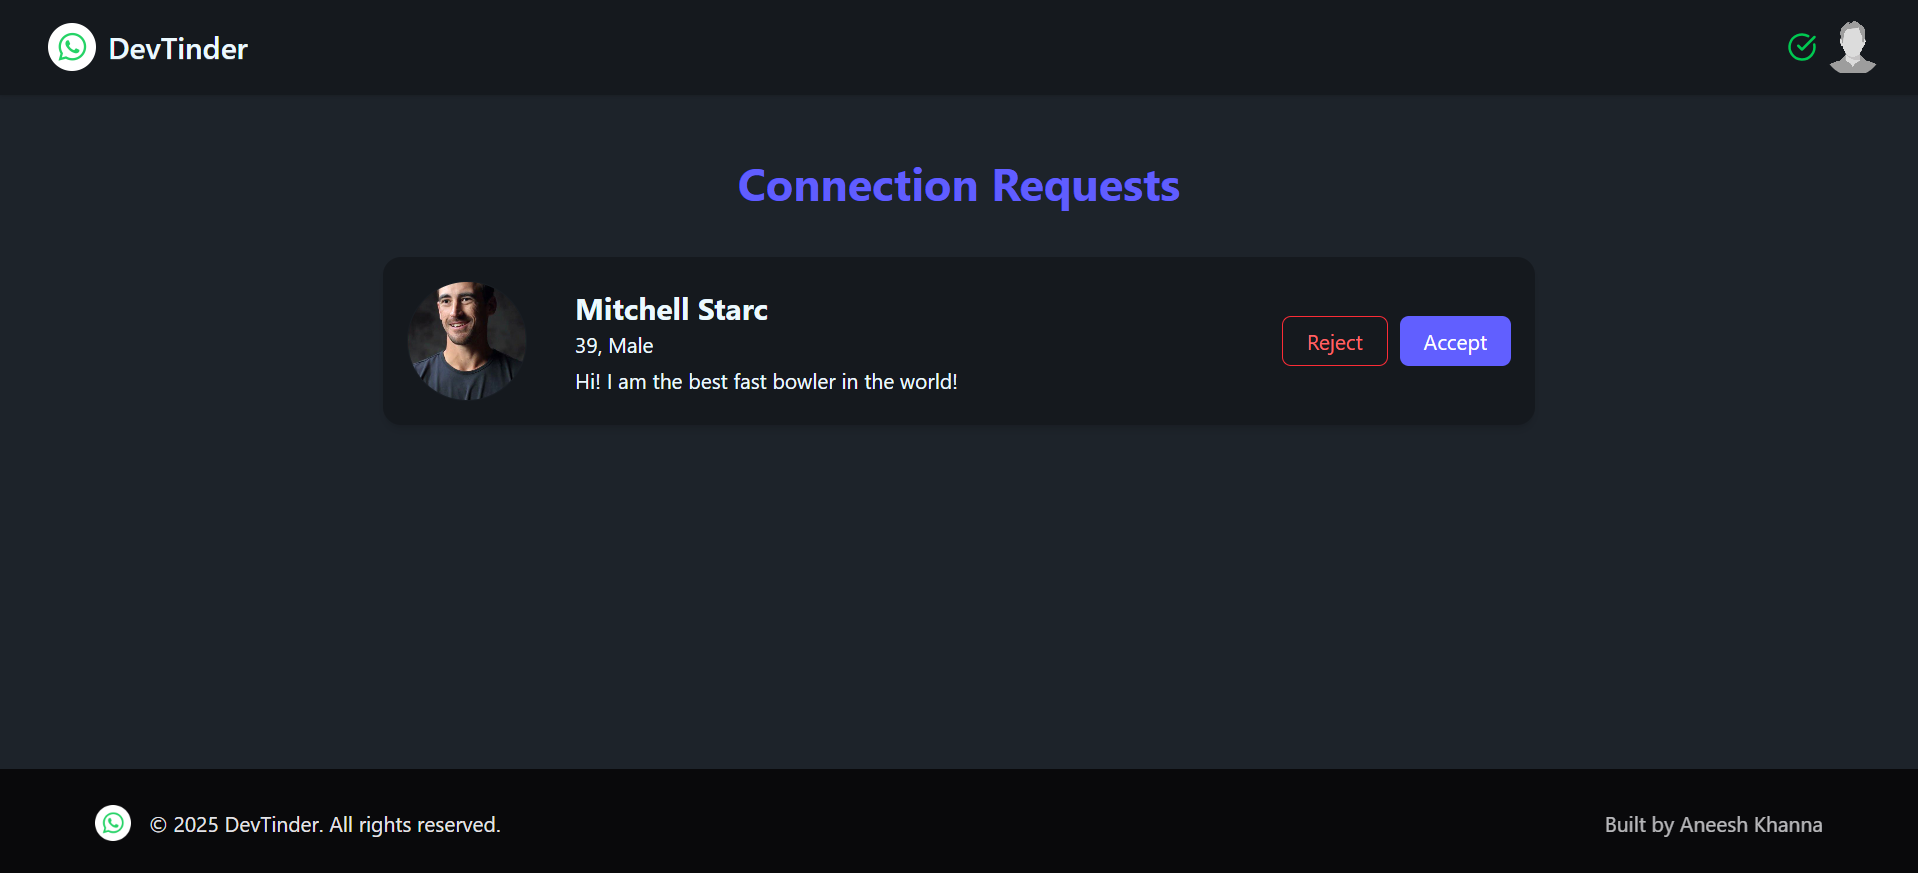 DevTinder
Connection Requests
Mitchell Starc
39, Male
Hi! I am the best fast bowler in the world!
Reject
Accept
© 2025 DevTinder. All rights reserved.
Built by Aneesh Khanna